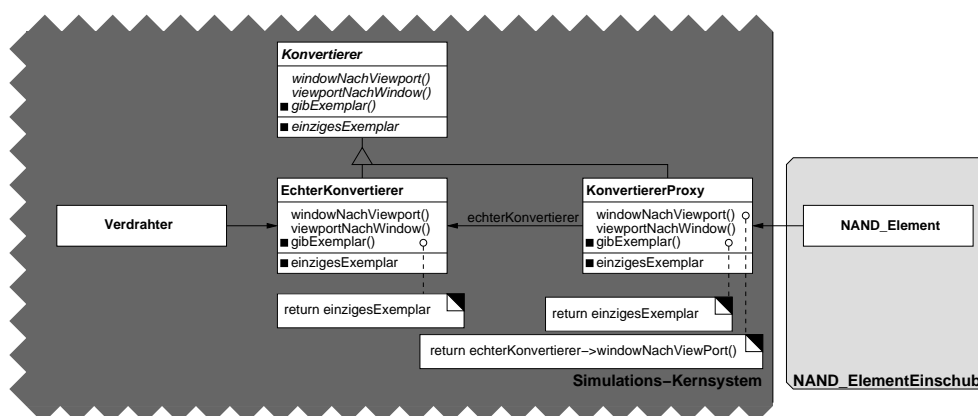 Konvertierer
windowNachViewport()
viewportNachWindow()
gibExemplar()
einzigesExemplar
EchterKonvertierer
windowNachViewport()
viewportNachWindow()
gibExemplar()
einzigesExemplar
echterKonvertierer
KonvertiererProxy
windowNachViewport()
viewportNachWindow()
gibExemplar()
einzigesExemplar
Verdrahter
NAND_Element
return einzigesExemplar
return einzigesExemplar
return echterKonvertierer->windowNachViewPort()
Simulations-Kernsystem
NAND_ElementEinschub